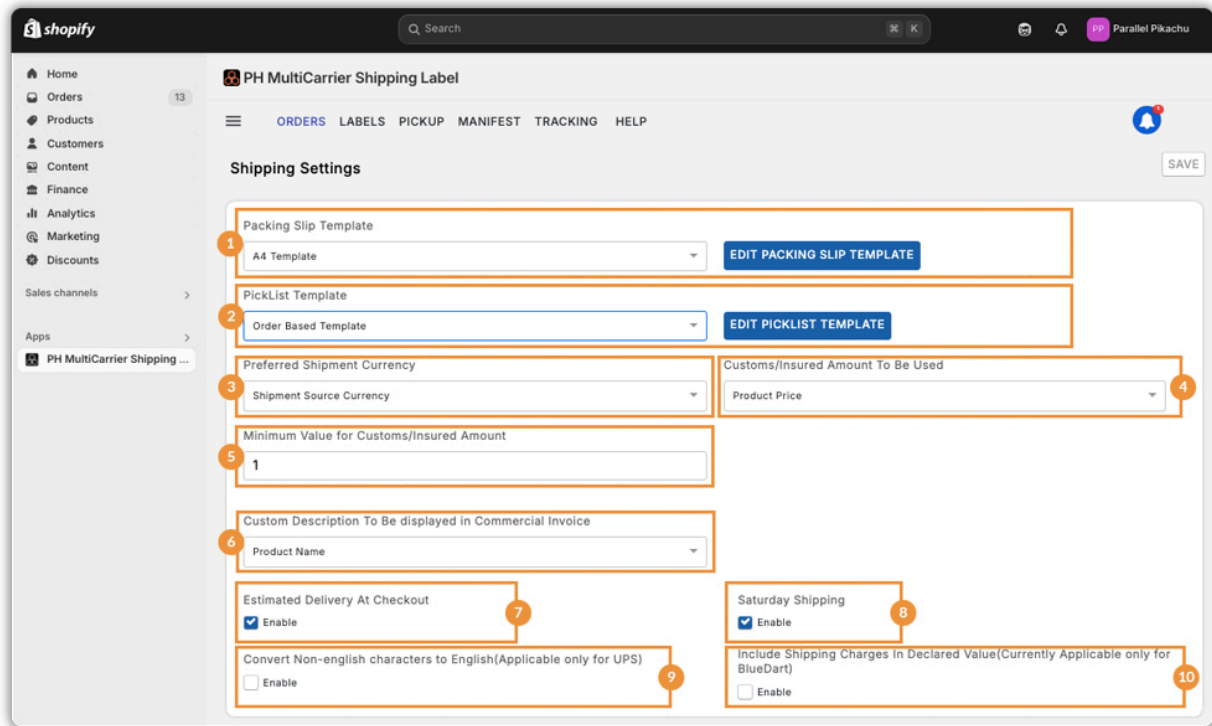 shopify
Search
⌘ K
PP
Parallel Pikachu
Home
Orders 13
Products
Customers
Content
Finance
Analytics
Marketing
Discounts
Sales channels
Apps
PH MultiCarrier Shipping ...
PH MultiCarrier Shipping Label
ORDERS LABELS PICKUP MANIFEST TRACKING HELP
Shipping Settings
SAVE
1
Packing Slip Template
A4 Template
EDIT PACKING SLIP TEMPLATE
2
PickList Template
Order Based Template
EDIT PICKLIST TEMPLATE
3
Preferred Shipment Currency
Shipment Source Currency
Customs/Insured Amount To Be Used
Product Price
4
5
Minimum Value for Customs/Insured Amount
1
6
Custom Description To Be displayed in Commercial Invoice
Product Name
Estimated Delivery At Checkout
Enable
7
Saturday Shipping
Enable
8
Convert Non-english characters to English(Applicable only for UPS)
Enable
9
Include Shipping Charges In Declared Value(Currently Applicable only for
BlueDart)
Enable
10